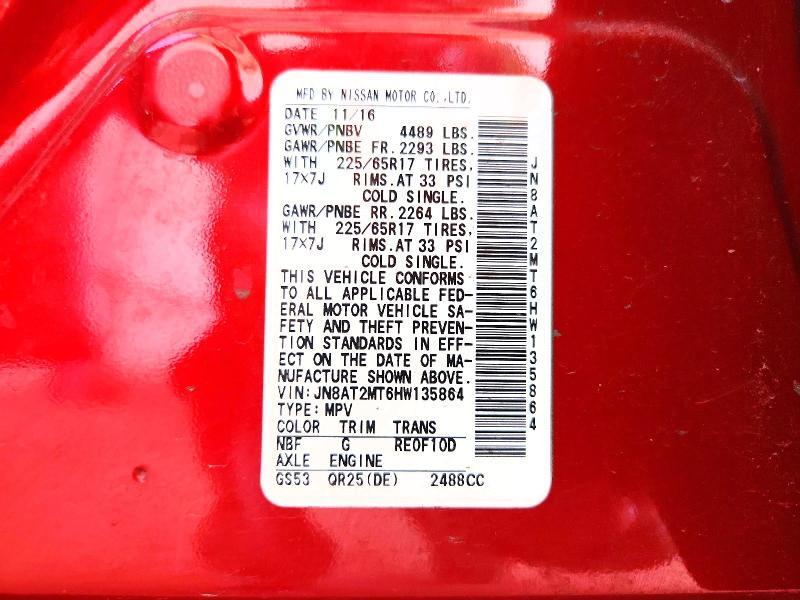 MFD BY NISSAN MOTOR CO.,LTD.
DATE 11/16
GVWR/PNBV 4489 LBS.
GAWR/PNBE FR. 2293 LBS.
WITH 225/65R17 TIRES,
17×7J RIMS. AT 33 PSI
COLD SINGLE.
GAWR/PNBE RR. 2264 LBS.
WITH 225/65R17 TIRES,
17×7J RIMS. AT 33 PSI
COLD SINGLE.
THIS VEHICLE CONFORMS
TO ALL APPLICABLE FED-
ERAL MOTOR VEHICLE SA-
FETY AND THEFT PREVEN-
TION STANDARDS IN EFF-
ECT ON THE DATE OF MA-
NUFACTURE SHOWN ABOVE.
VIN: JN8AT2MT6HW135864
TYPE: MPV
COLOR TRIM TRANS
NBF G RE0F10D
AXLE ENGINE
GS53 QR25(DE) 2488CC
JN8AT2MT6HW135864